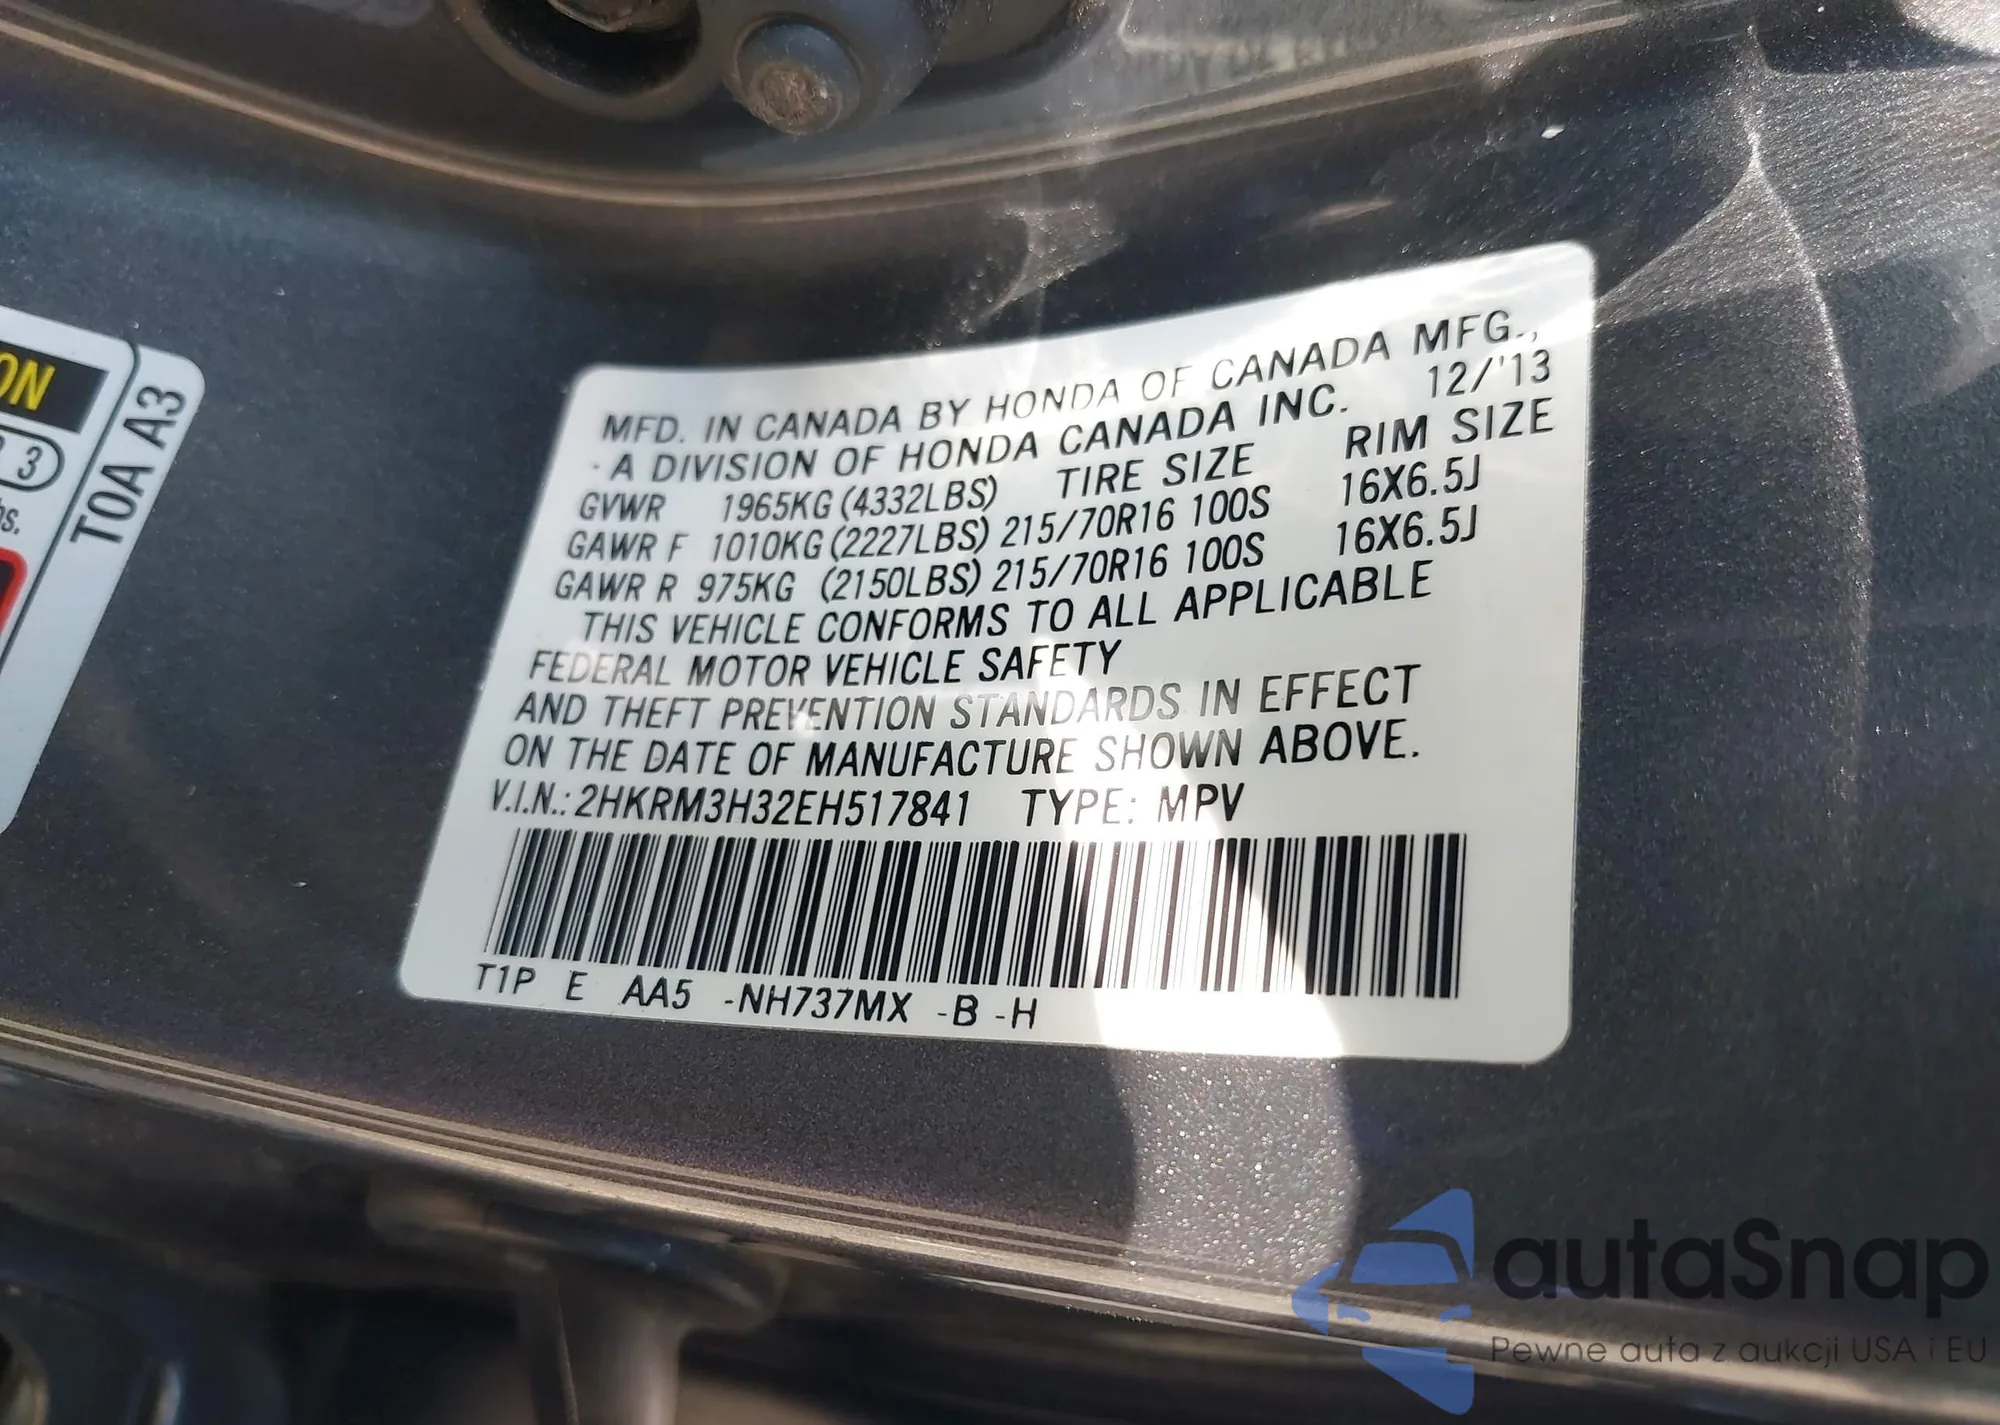 ON
3
bs.
T0A A3
MFD. IN CANADA BY HONDA OF CANADA MFG.,
A DIVISION OF HONDA CANADA INC. 12/'13
GVWR 1965KG (4332LBS) TIRE SIZE RIM SIZE
GAWR F 1010KG (2227LBS) 215/70R16 100S 16X6.5J
GAWR R 975KG (2150LBS) 215/70R16 100S 16X6.5J
THIS VEHICLE CONFORMS TO ALL APPLICABLE
FEDERAL MOTOR VEHICLE SAFETY
AND THEFT PREVENTION STANDARDS IN EFFECT
ON THE DATE OF MANUFACTURE SHOWN ABOVE.
V.I.N.: 2HKRM3H32EH517841 TYPE: MPV
T1P E AA5 -NH737MX -B -H
autaSnap
Pewne auta z aukcji USA i EU